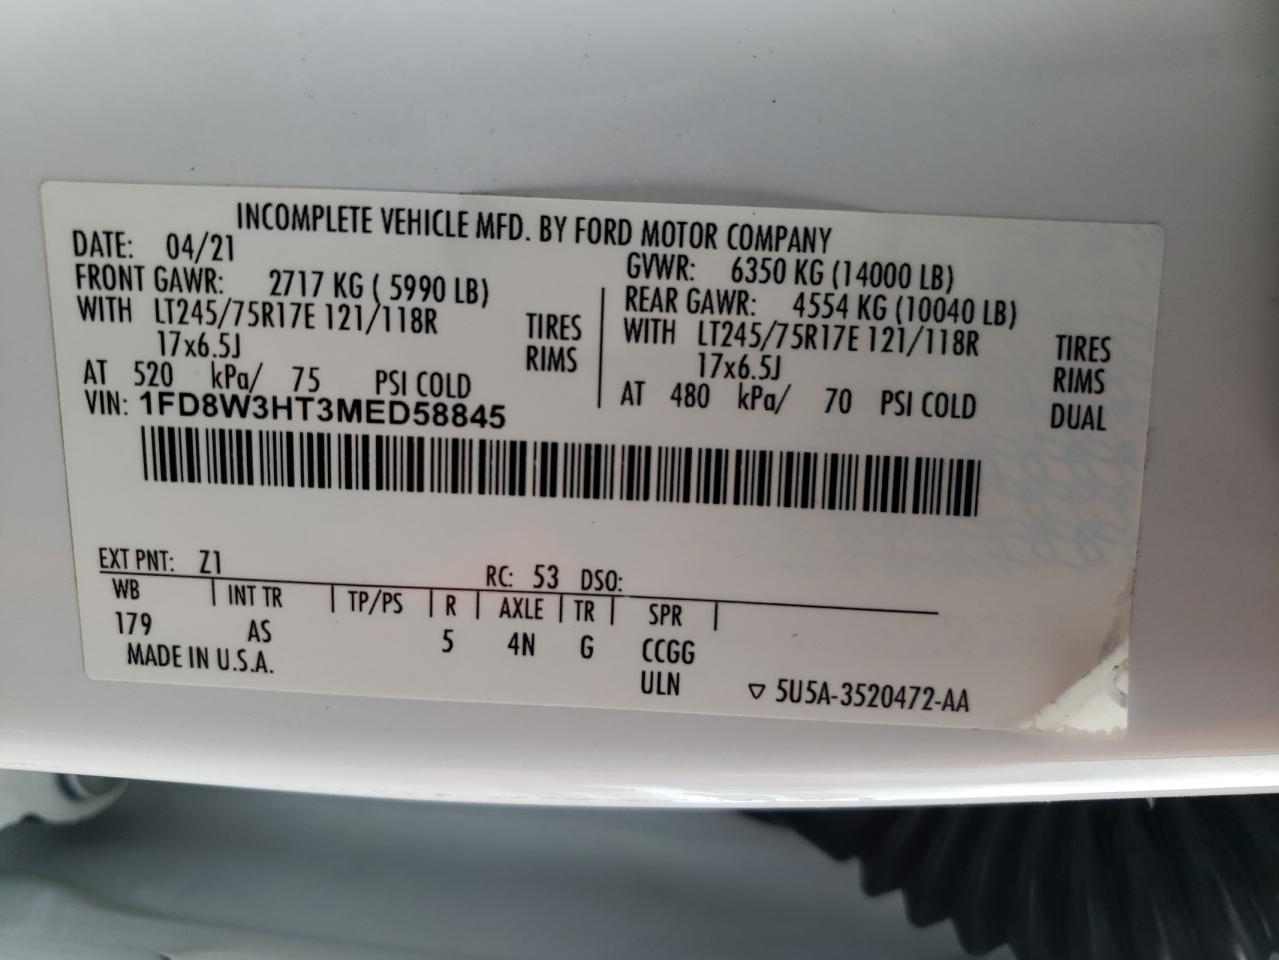 INCOMPLETE VEHICLE MFD. BY FORD MOTOR COMPANY
DATE: 04/21
GVWR: 6350 KG (14000 LB)
FRONT GAWR: 2717 KG ( 5990 LB)
REAR GAWR: 4554 KG (10040 LB)
WITH LT245/75R17E 121/118R TIRES
WITH LT245/75R17E 121/118R TIRES
17x6.5J RIMS
17x6.5J RIMS
AT 520 kPa/ 75 PSI COLD
AT 480 kPa/ 70 PSI COLD DUAL
VIN: 1FD8W3HT3MED58845
EXT PNT: Z1 RC: 53 DSO:
WB INT TR TP/PS R AXLE TR SPR
179 AS 5 4N G CCGG
MADE IN U.S.A. ULN ▽ 5U5A-3520472-AA